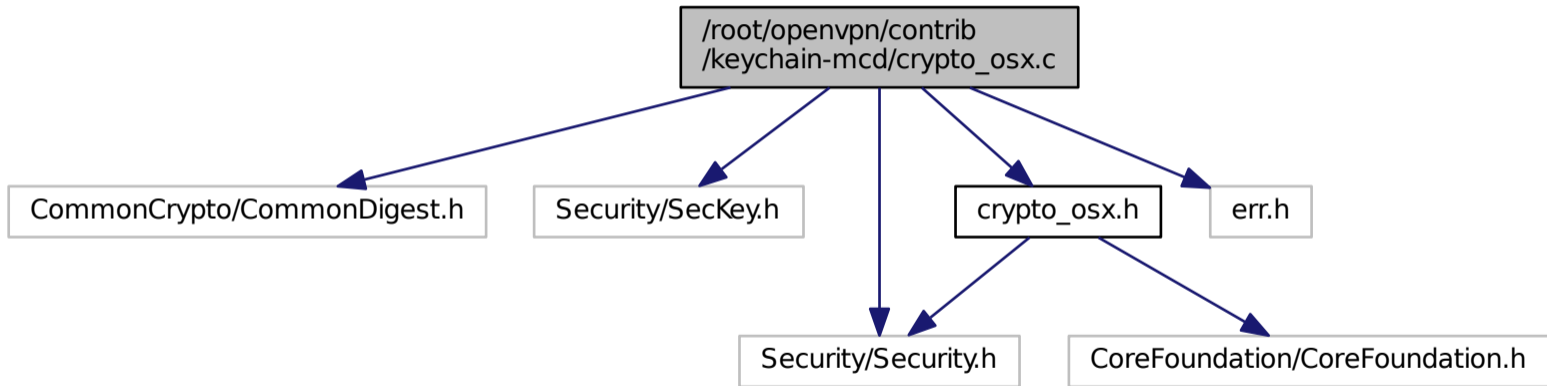 /root/openvpn/contrib
/keychain-mcd/crypto_osx.c
CommonCrypto/CommonDigest.h
Security/SecKey.h
crypto_osx.h
err.h
Security/Security.h
CoreFoundation/CoreFoundation.h